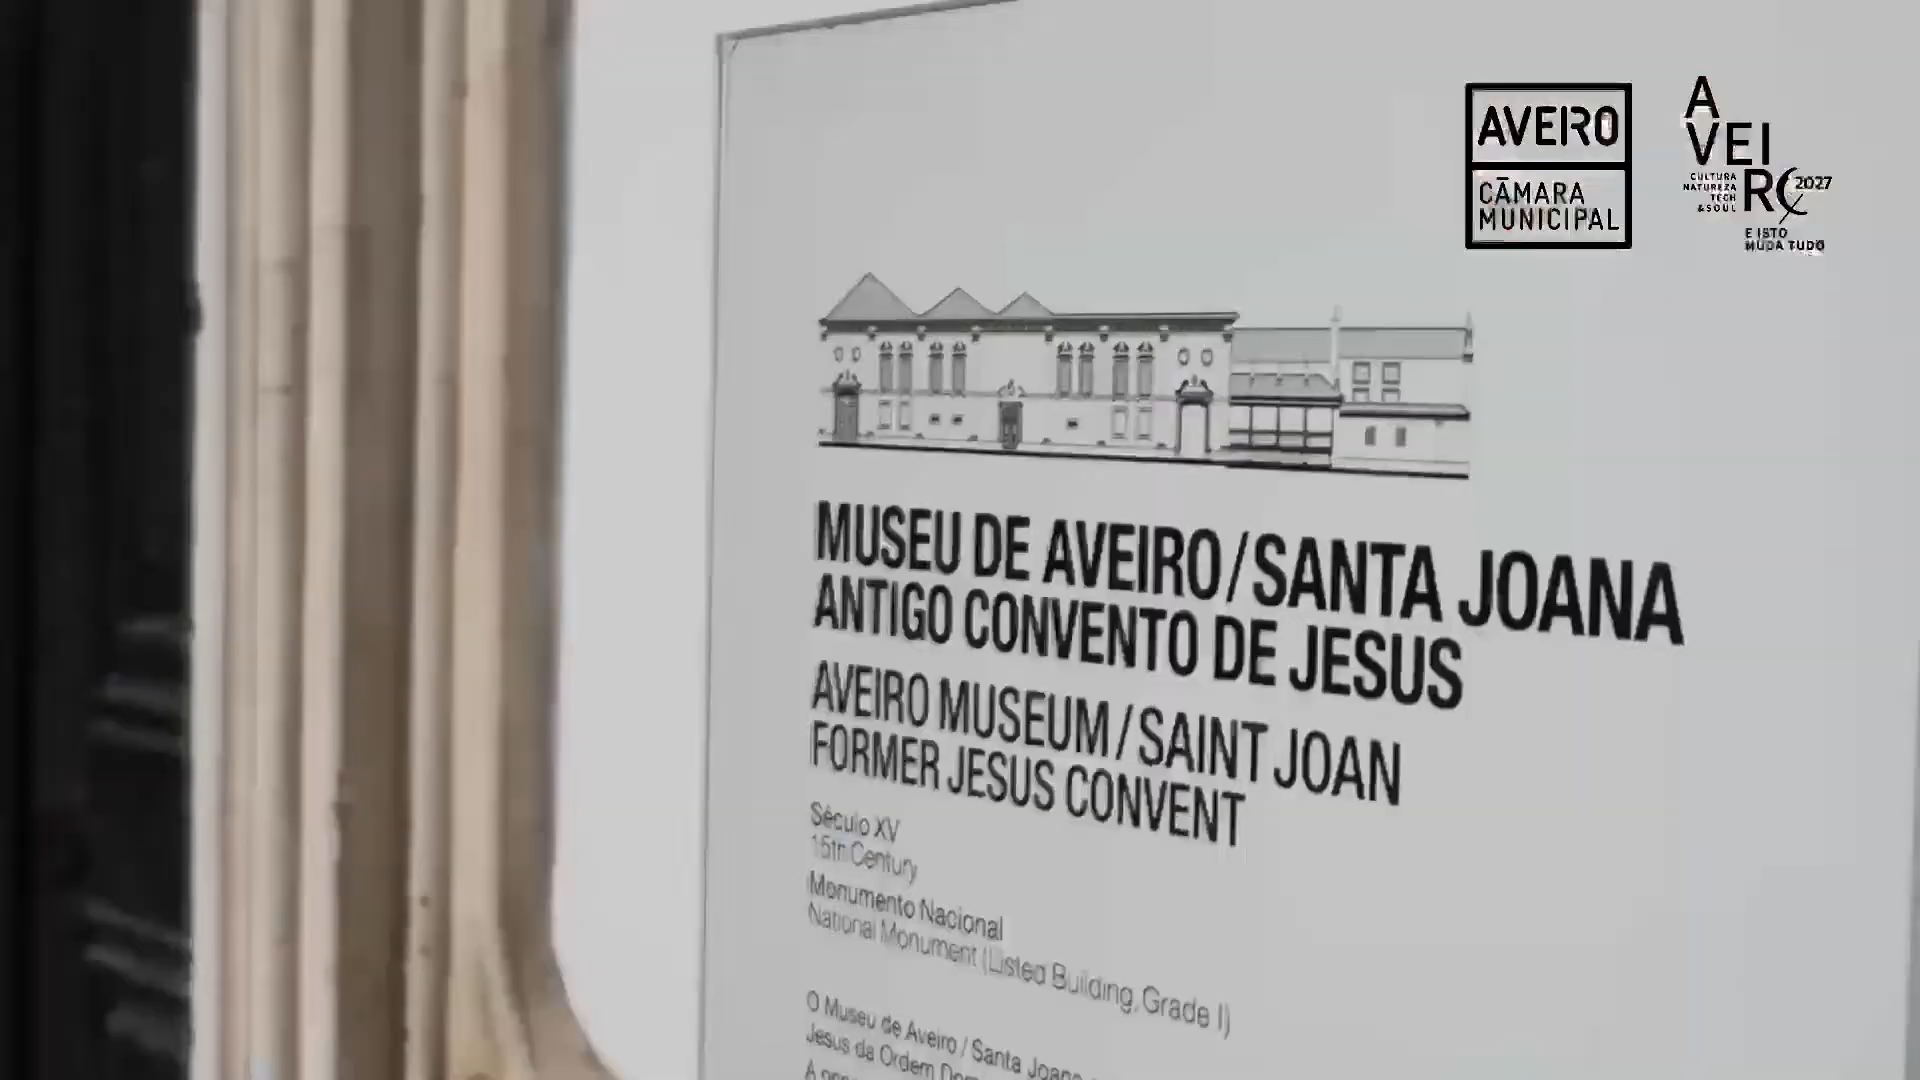 AVEIRO
CÂMARA
MUNICIPAL
A
VEI
RO
2027
CULTURA
NATUREZA
TECH
&SOUL
E ISTO
MUDA TUDO
MUSEU DE AVEIRO/SANTA JOANA
ANTIGO CONVENTO DE JESUS
AVEIRO MUSEUM/SAINT JOAN
FORMER JESUS CONVENT
Século XV
15th Century
Monumento Nacional
National Monument (Listed Building, Grade I)
O Museu de Aveiro / Santa Joana
Jesus da Ordem
A